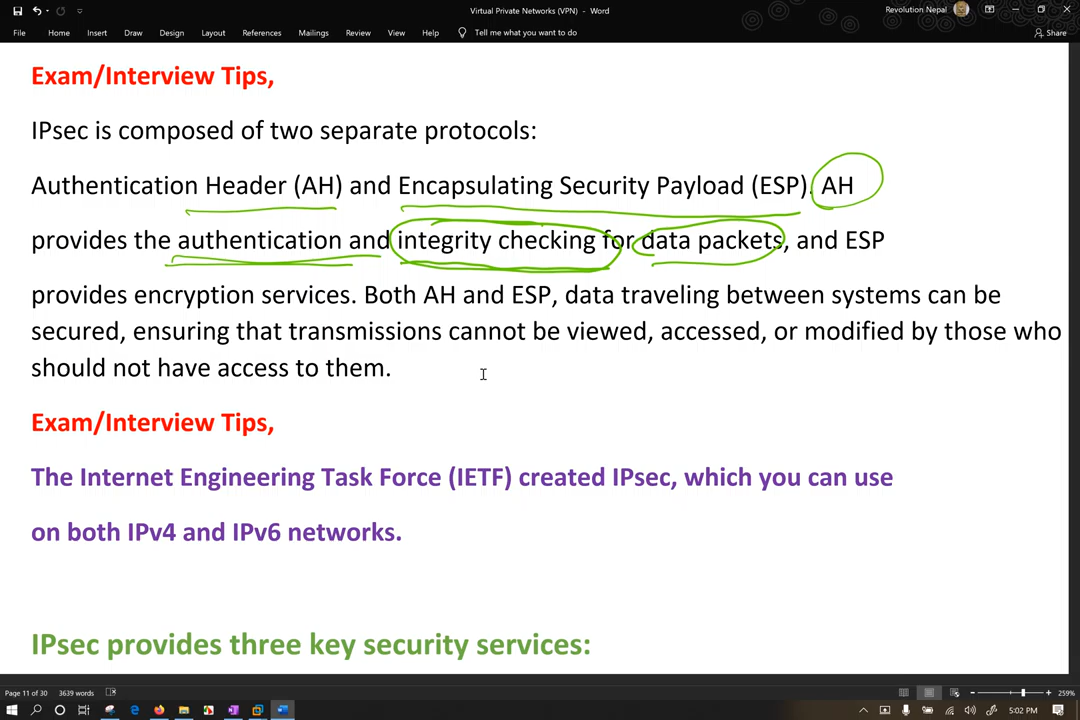 Virtual Private Networks (VPN) - Word
Revolution Nepal
File Home Insert Draw Design Layout References Mailings Review View Help Tell me what you want to do Share
Exam/Interview Tips,
IPsec is composed of two separate protocols:
Authentication Header (AH) and Encapsulating Security Payload (ESP). AH
provides the authentication and integrity checking for data packets, and ESP
provides encryption services. Both AH and ESP, data traveling between systems can be
secured, ensuring that transmissions cannot be viewed, accessed, or modified by those who
should not have access to them.
Exam/Interview Tips,
The Internet Engineering Task Force (IETF) created IPsec, which you can use
on both IPv4 and IPv6 networks.
IPsec provides three key security services:
Page 11 of 30 3639 words 259%
5:02 PM